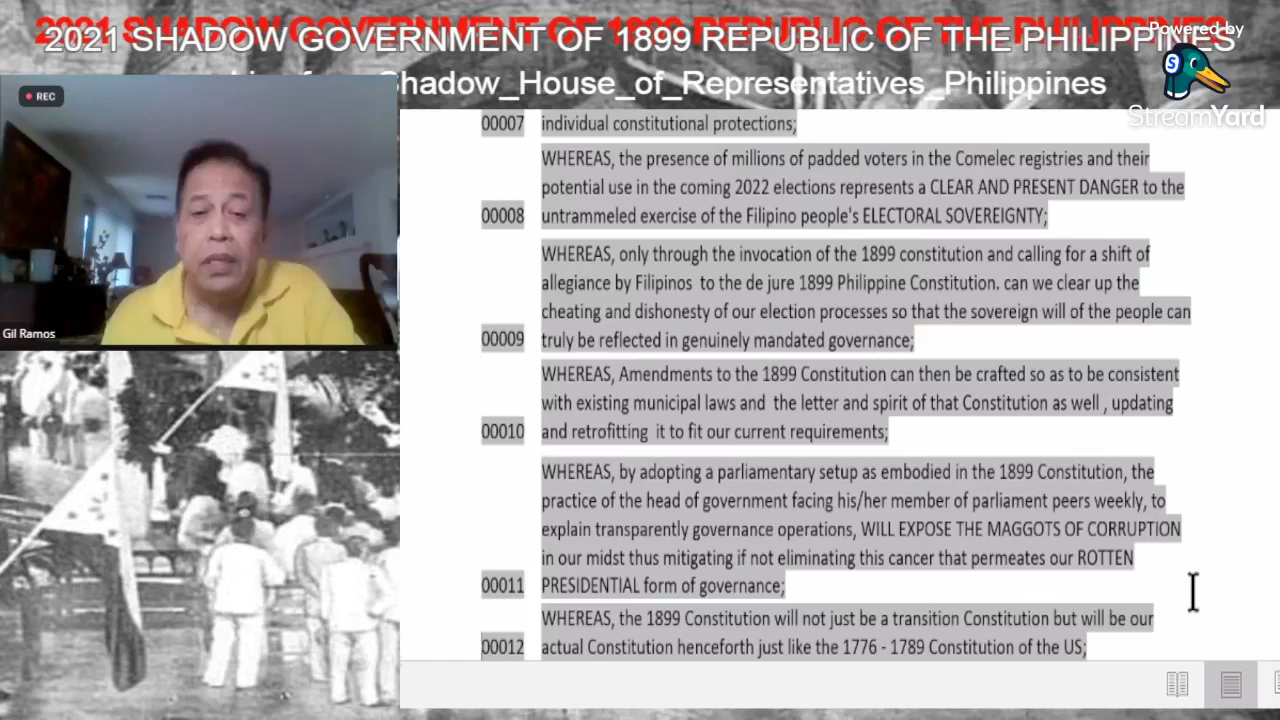 2021 SHADOW GOVERNMENT OF 1899 REPUBLIC OF THE PHILIPPINES
Powered by
Shadow_House_of_Representatives_Philippines
StreamYard
REC
Gil Ramos
00007 individual constitutional protections;
WHEREAS, the presence of millions of padded voters in the Comelec registries and their
potential use in the coming 2022 elections represents a CLEAR AND PRESENT DANGER to the
00008 untrammeled exercise of the Filipino people's ELECTORAL SOVEREIGNTY;
WHEREAS, only through the invocation of the 1899 constitution and calling for a shift of
allegiance by Filipinos to the de jure 1899 Philippine Constitution. can we clear up the
cheating and dishonesty of our election processes so that the sovereign will of the people can
00009 truly be reflected in genuinely mandated governance;
WHEREAS, Amendments to the 1899 Constitution can then be crafted so as to be consistent
with existing municipal laws and the letter and spirit of that Constitution as well , updating
00010 and retrofitting it to fit our current requirements;
WHEREAS, by adopting a parliamentary setup as embodied in the 1899 Constitution, the
practice of the head of government facing his/her member of parliament peers weekly, to
explain transparently governance operations, WILL EXPOSE THE MAGGOTS OF CORRUPTION
in our midst thus mitigating if not eliminating this cancer that permeates our ROTTEN
00011 PRESIDENTIAL form of governance;
WHEREAS, the 1899 Constitution will not just be a transition Constitution but will be our
00012 actual Constitution henceforth just like the 1776 - 1789 Constitution of the US;